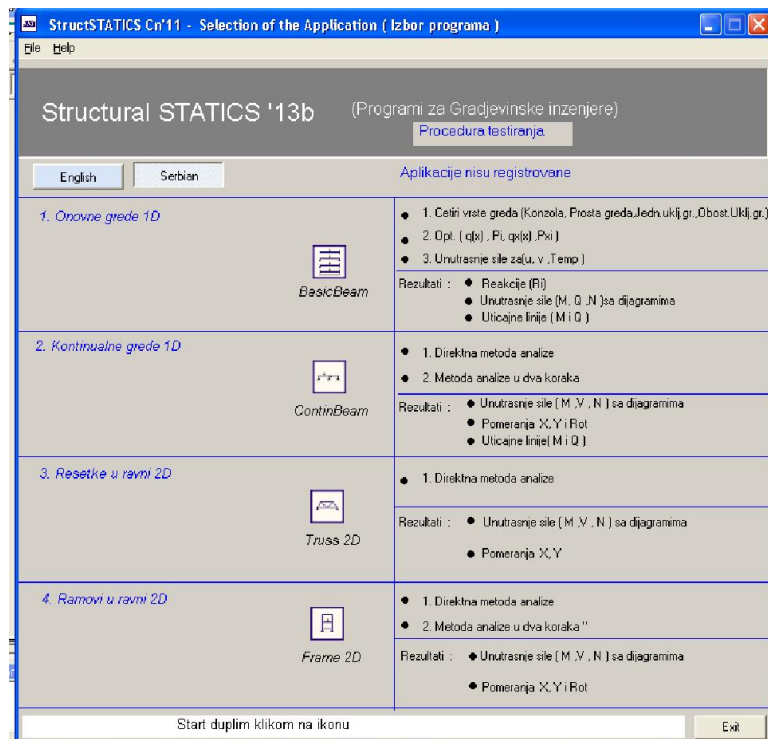 StructSTATICS Cn'11 - Selection of the Application ( Izbor programa )
File Help
Structural STATICS '13b (Programi za Gradjevinske inzenjere)
Procedura testiranja
English Serbian Aplikacije nisu registrovane
1. Onovne grede 1D
BasicBeam
1. Cetiri vrste greda (Konzola, Prosta greda,Jedn.uklj.gr.,Obost.Uklj.gr.)
2. Opt. ( q(x) , Pi, qx(x) ,Pxi )
3. Unutrasnje sile za(u, v ,Temp )
Rezultati : Reakcije (Ri)
Unutrasnje sile (M, Q ,N )sa dijagramima
Uticajne linije ( M i Q )
2. Kontinualne grede 1D
ContinBeam
1. Direktna metoda analize
2. Metoda analize u dva koraka
Rezultati : Unutrasnje sile ( M ,V , N ) sa dijagramima
Pomeranja X, Y i Rot
Uticajne linije( M i Q )
3. Resetke u ravni 2D
Truss 2D
1. Direktna metoda analize
Rezultati : Unutrasnje sile ( M ,V , N ) sa dijagramima
Pomeranja X, Y
4. Ramovi u ravni 2D
Frame 2D
1. Direktna metoda analize
2. Metoda analize u dva koraka "
Rezultati : Unutrasnje sile ( M ,V , N ) sa dijagramima
Pomeranja X, Y i Rot
Start duplim klikom na ikonu Exit